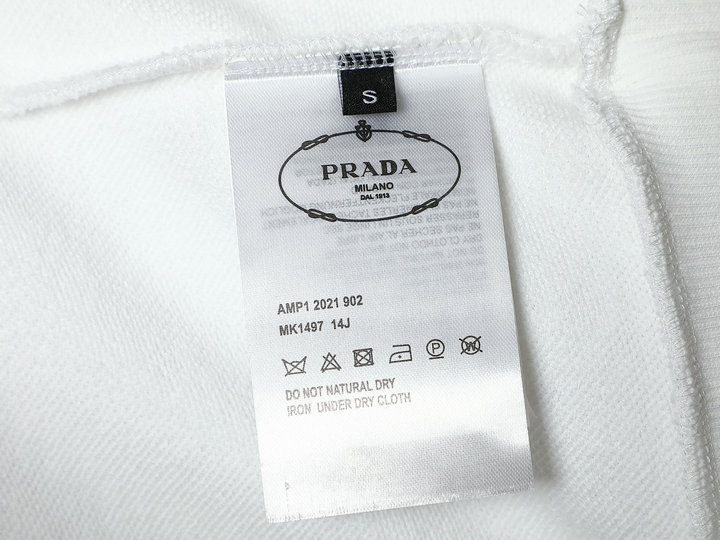 S
PRADA
MILANO
DAL 1913
AMP1 2021 902
MK1497 14J
P W
DO NOT NATURAL DRY
IRON UNDER DRY CLOTH